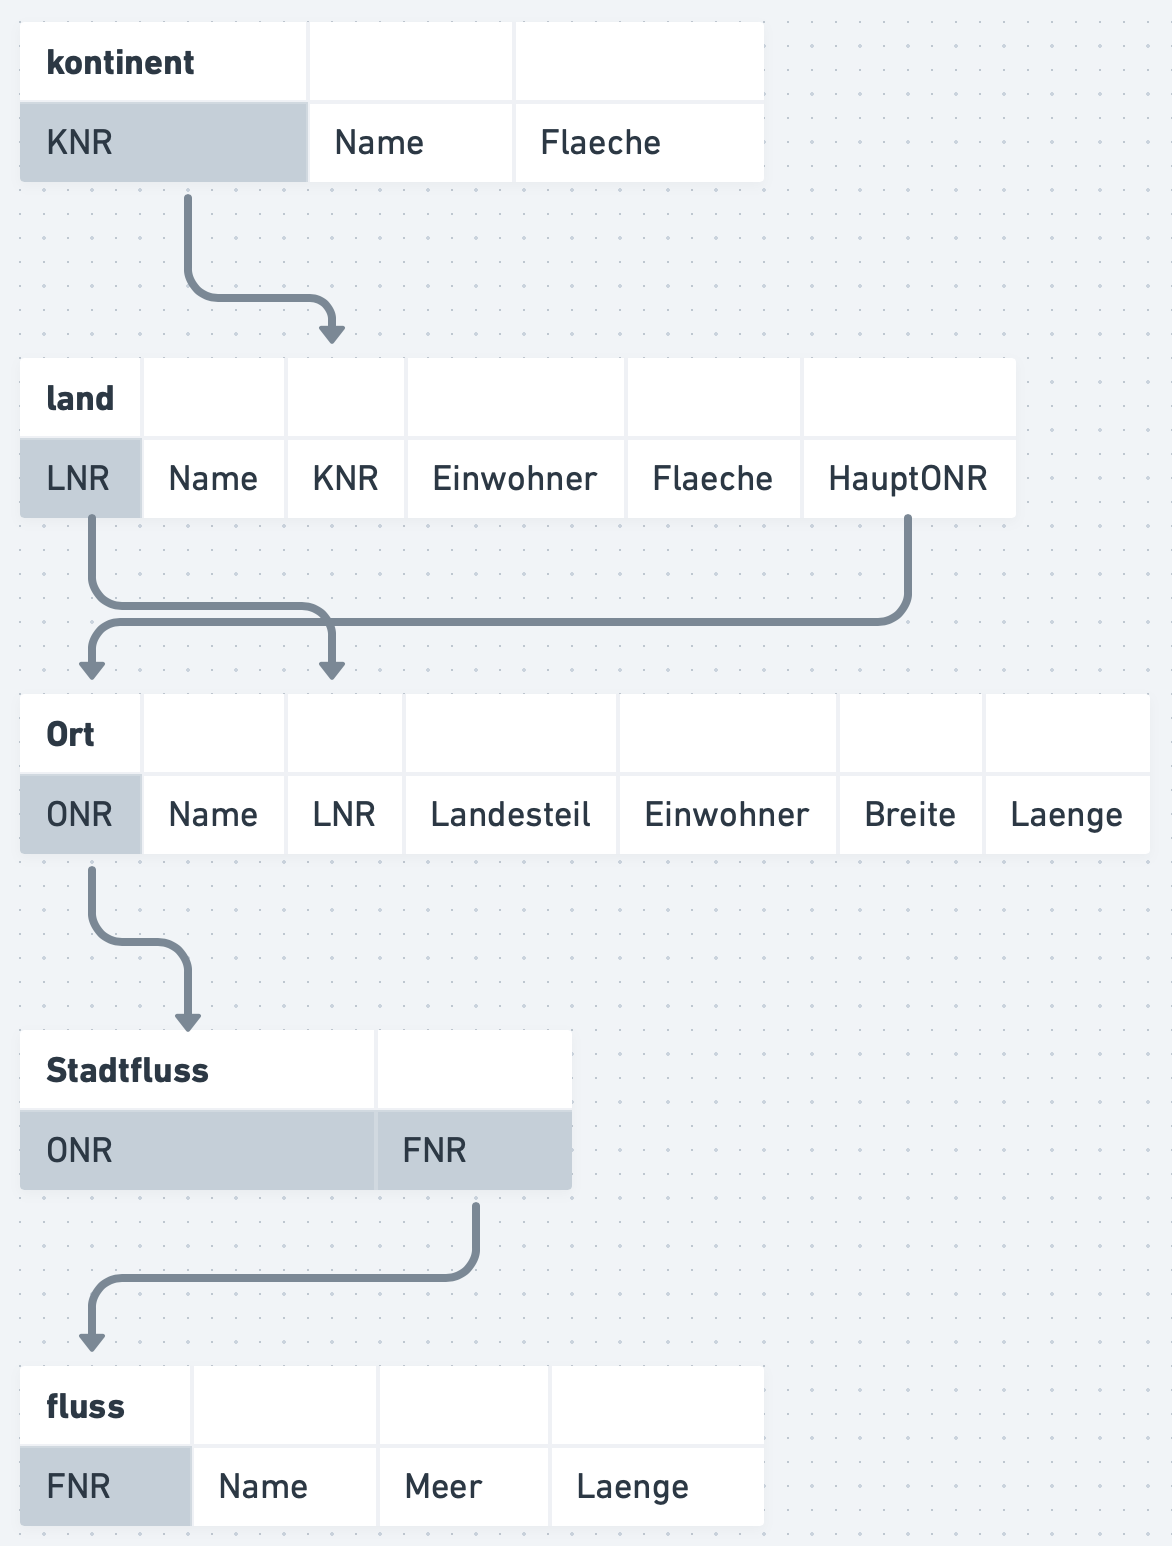 kontinent
KNR Name Flaeche
land
LNR Name KNR Einwohner Flaeche HauptONR
Ort
ONR Name LNR Landesteil Einwohner Breite Laenge
Stadtfluss
ONR FNR
fluss
FNR Name Meer Laenge